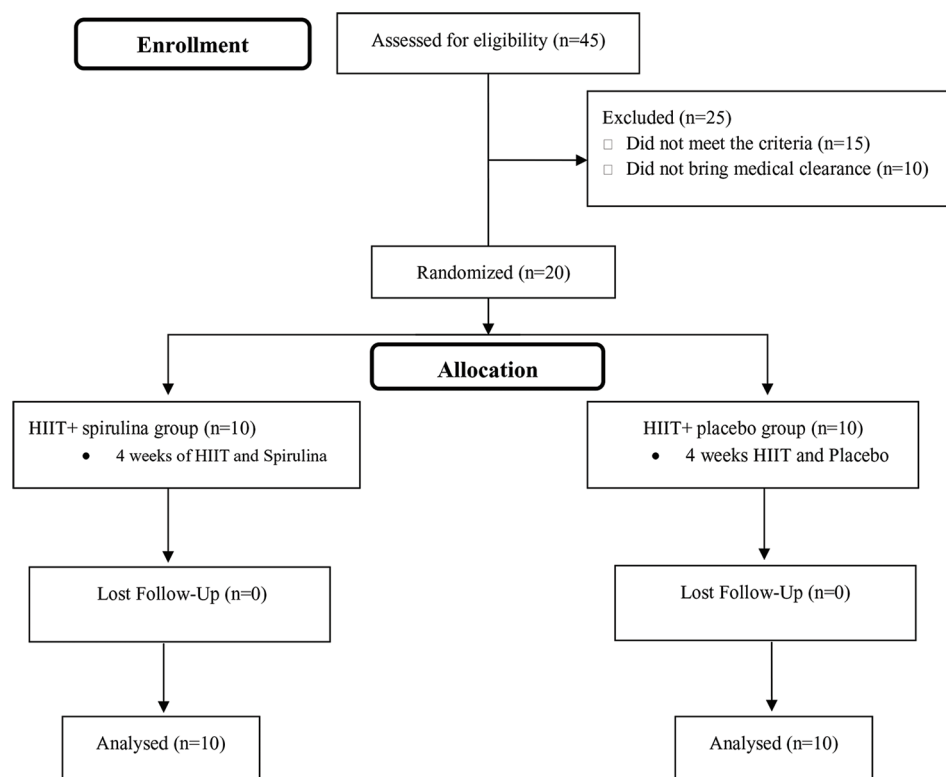 Enrollment
Assessed for eligibility (n=45)
Excluded (n=25)
□ Did not meet the criteria (n=15)
□ Did not bring medical clearance (n=10)
Randomized (n=20)
Allocation
HIIT+ spirulina group (n=10)
• 4 weeks of HIIT and Spirulina
HIIT+ placebo group (n=10)
• 4 weeks HIIT and Placebo
Lost Follow-Up (n=0)
Lost Follow-Up (n=0)
Analysed (n=10)
Analysed (n=10)